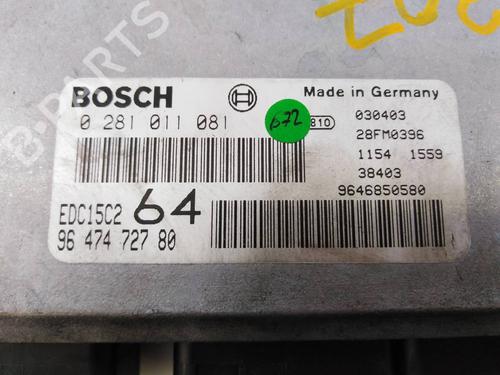 BOSCH
Made in Germany
0 281 011 081
672
810
030403
28FM0396
1154 1559
38403
9646850580
EDC15C2 64
96 474 727 80
B PARTS